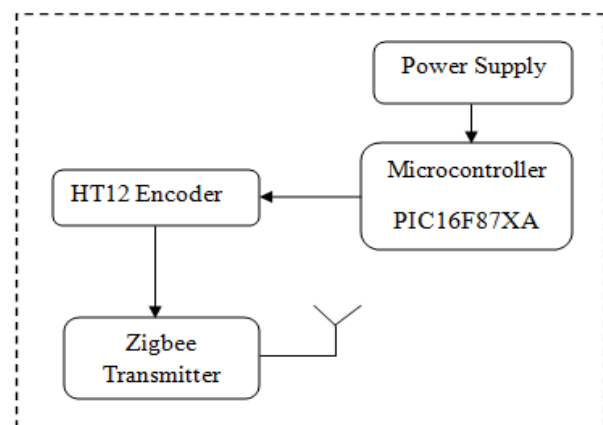 Power Supply
Microcontroller
PIC16F87XA
HT12 Encoder
Zigbee
Transmitter